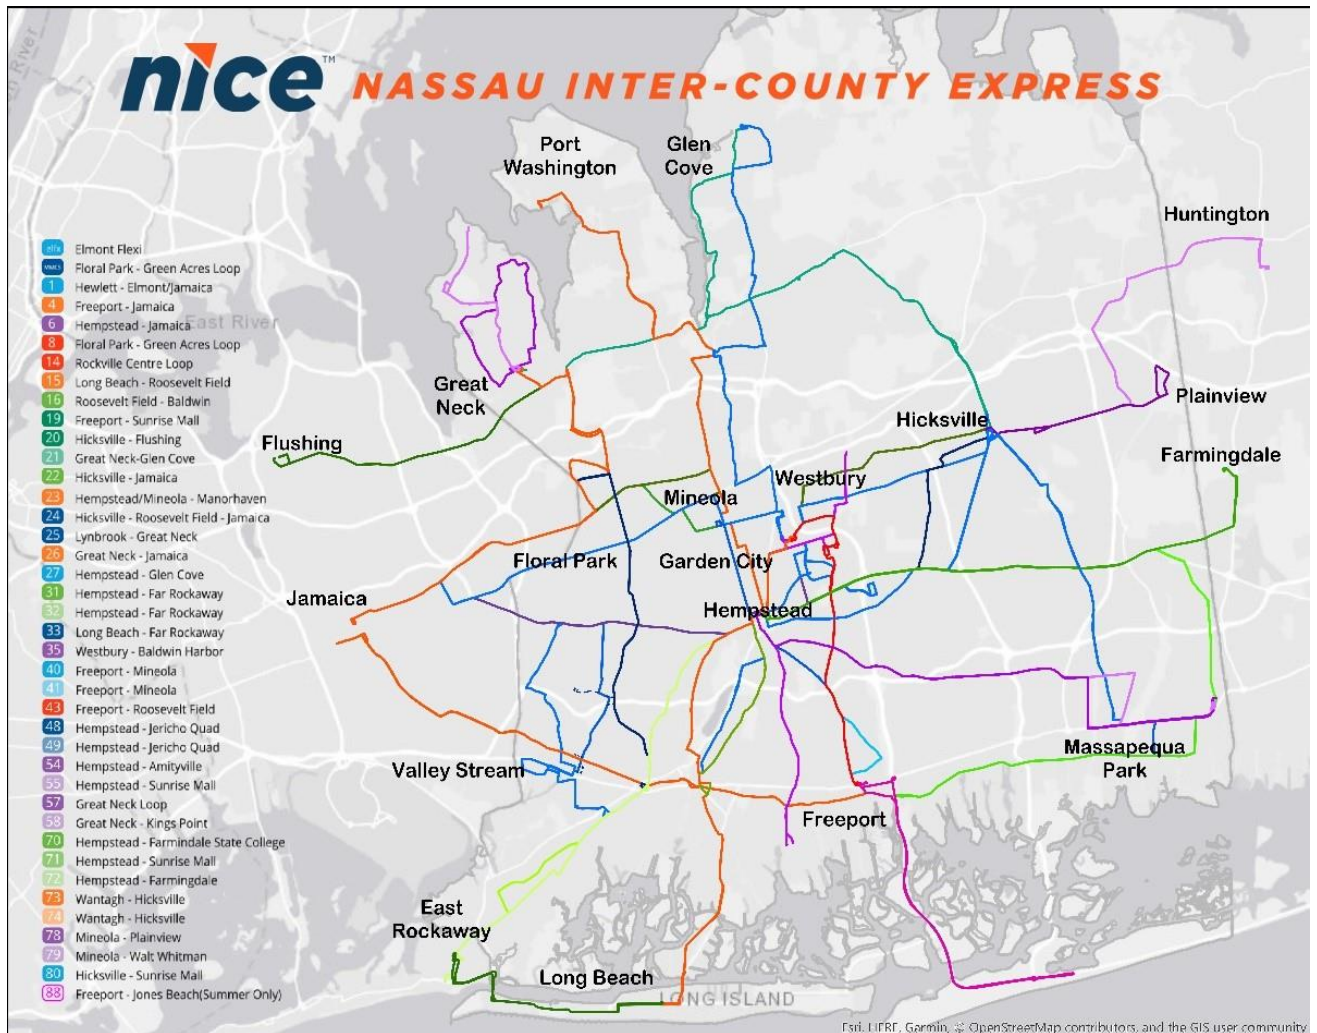 nice™ NASSAU INTER-COUNTY EXPRESS
Port
Washington
Glen
Cove
Huntington
Great
Neck
Plainview
Hicksville
Flushing
Farmingdale
Westbury
Mineola
Floral Park
Garden City
Jamaica
Hempstead
Valley Stream
Massapequa
Park
Freeport
East
Rockaway
Long Beach
LONG ISLAND
East River
River
elfx Elmont Flexi
Floral Park - Green Acres Loop
1 Hewlett - Elmont/Jamaica
4 Freeport - Jamaica
6 Hempstead - Jamaica
8 Floral Park - Green Acres Loop
14 Rockville Centre Loop
15 Long Beach - Roosevelt Field
16 Roosevelt Field - Baldwin
19 Freeport - Sunrise Mall
20 Hicksville - Flushing
21 Great Neck-Glen Cove
22 Hicksville - Jamaica
23 Hempstead/Mineola - Manorhaven
24 Hicksville - Roosevelt Field - Jamaica
25 Lynbrook - Great Neck
26 Great Neck - Jamaica
27 Hempstead - Glen Cove
31 Hempstead - Far Rockaway
32 Hempstead - Far Rockaway
33 Long Beach - Far Rockaway
35 Westbury - Baldwin Harbor
40 Freeport - Mineola
41 Freeport - Mineola
43 Freeport - Roosevelt Field
48 Hempstead - Jericho Quad
49 Hempstead - Jericho Quad
54 Hempstead - Amityville
55 Hempstead - Sunrise Mall
57 Great Neck Loop
58 Great Neck - Kings Point
70 Hempstead - Farmindale State College
71 Hempstead - Sunrise Mall
72 Hempstead - Farmingdale
73 Wantagh - Hicksville
74 Wantagh - Hicksville
78 Mineola - Plainview
79 Mineola - Walt Whitman
80 Hicksville - Sunrise Mall
88 Freeport - Jones Beach(Summer Only)
Esri, HERE, Garmin, © OpenStreetMap contributors, and the GIS user community